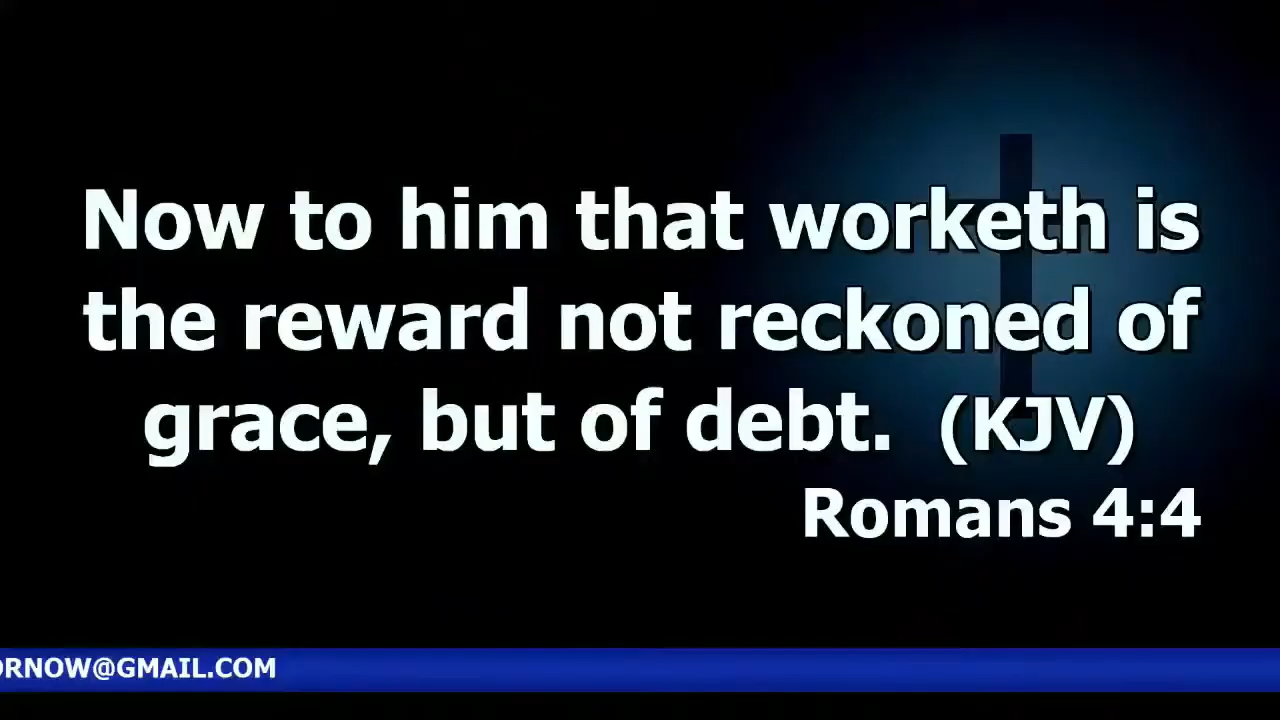 Now to him that worketh is
the reward not reckoned of
grace, but of debt.  (KJV)
Romans 4:4
ORNOW@GMAIL.COM